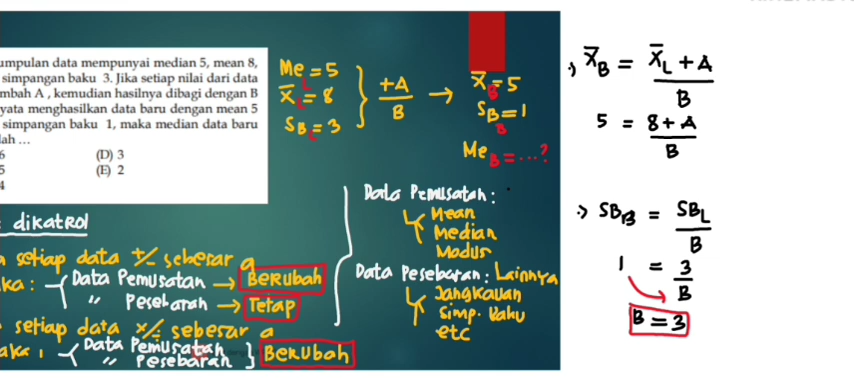 umpulan data mempunyai median 5, mean 8,
simpangan baku 3. Jika setiap nilai dari data
mbah A , kemudian hasilnya dibagi dengan B
yata menghasilkan data baru dengan mean 5
simpangan baku 1, maka median data baru
lah ...
6 (D) 3
5 (E) 2
4
Me = 5
X̄L = 8
SBL = 3
+A
B
→
X̄B = 5
SBB = 1
MeB = ...?
: dikatrol
setiap data +/- sebesar a
ka : Data Pemusatan → Berubah
" Pesebaran → Tetap
setiap data ×/÷ sebesar a
aka : Data Pemusatan
" Pesebaran } Berubah
Data Pemusatan :
Mean
Median
Modus
Data Pesebaran : Lainnya
Jangkauan
Simp. Baku
etc
X̄B = X̄L + A
B
5 = 8 + A
B
SBB = SBL
B
1 = 3
B
B = 3